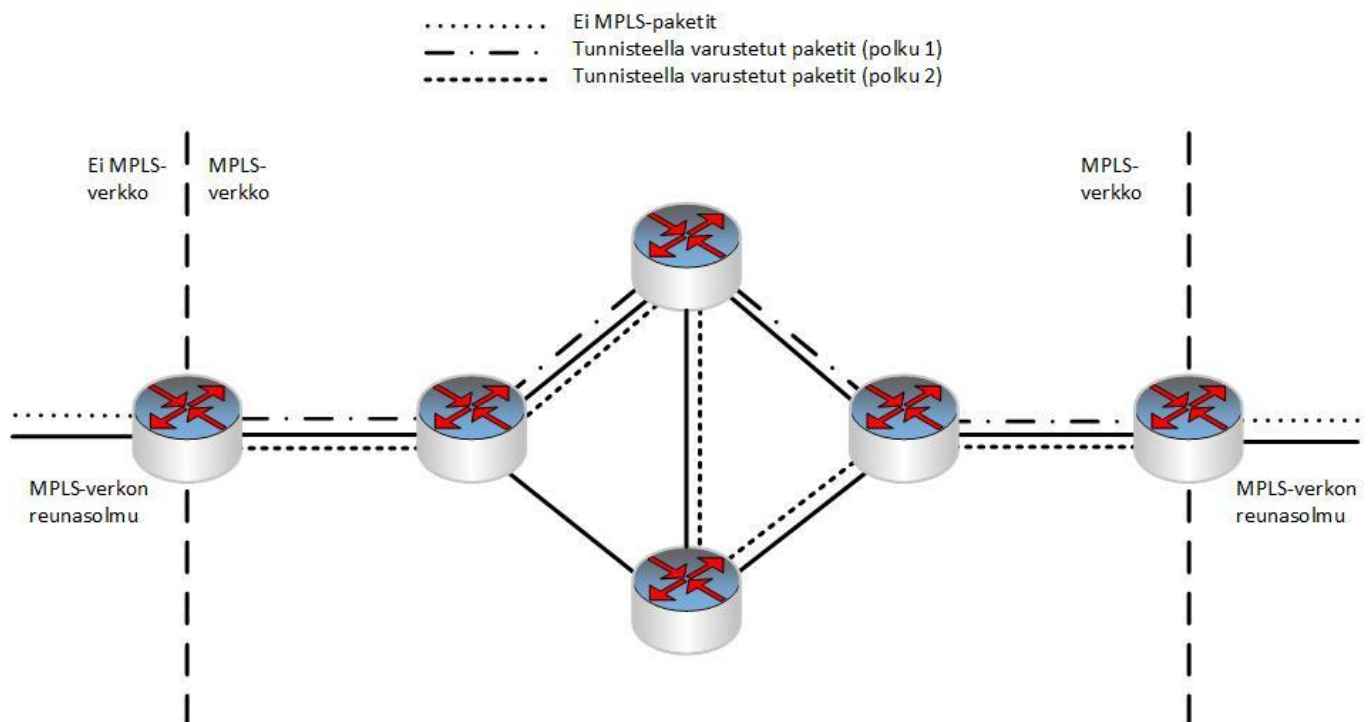 Ei MPLS-paketit
Tunnisteella varustetut paketit (polku 1)
Tunnisteella varustetut paketit (polku 2)
Ei MPLS-
verkko
MPLS-
verkko
MPLS-
verkko
MPLS-verkon
reunasolmu
MPLS-verkon
reunasolmu